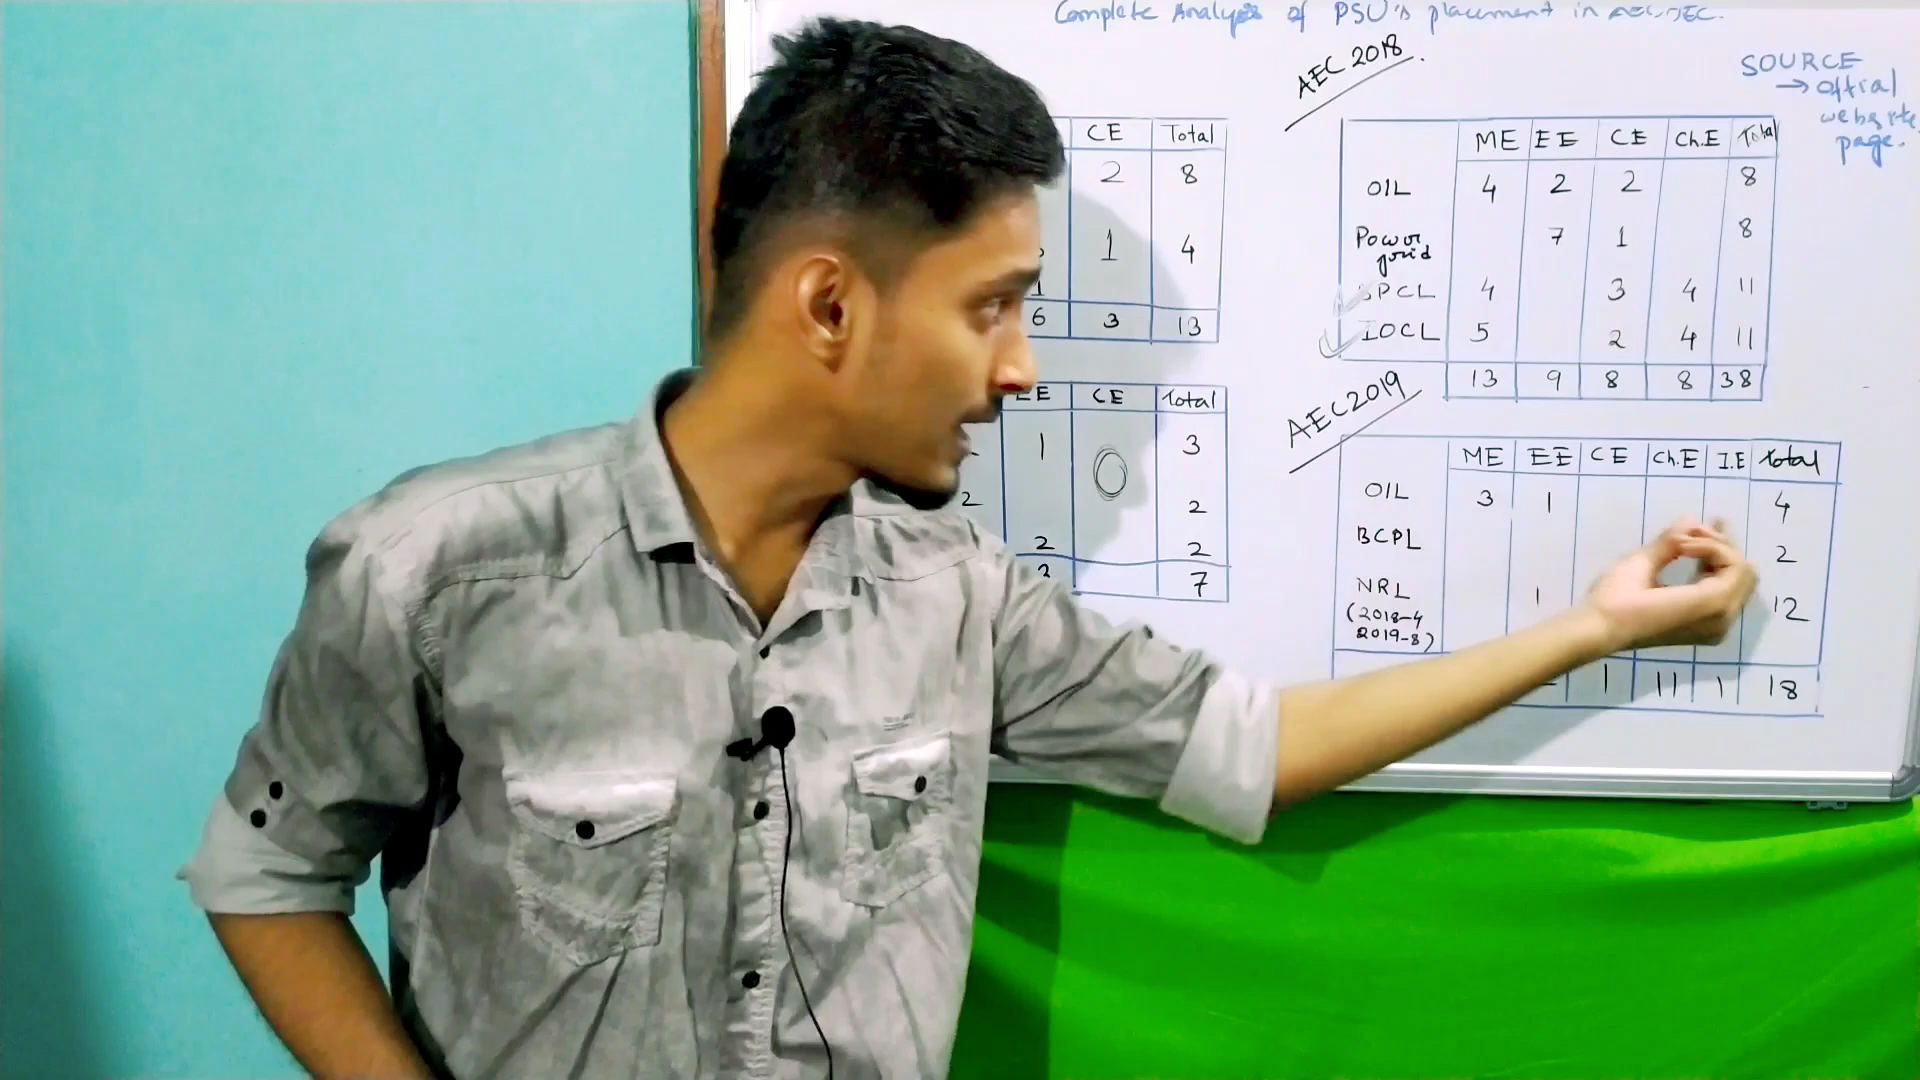 Complete Analysis of PSU's placement in AEC, JEC.
AEC 2018
SOURCE
→ offical
website
page.
CE Total
2 8
1 4
1
6 3 13
CE Total
1 3
2 2
2 2
7
ME EE CE Ch.E Total
OIL 4 2 2 8
Power 7 1 8
grid
BPCL 4 3 4 11
IOCL 5 2 4 11
13 9 8 8 38
AEC 2019
ME EE CE Ch.E I.E Total
OIL 3 1 4
BCPL 2
NRL 1 12
(2018-4
2019-8)
1 11 1 18